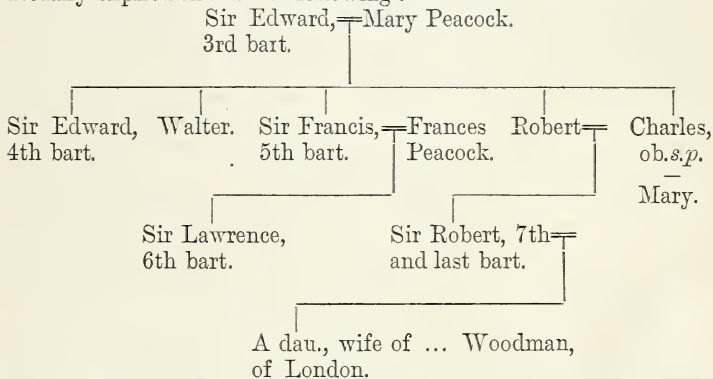 Sir Edward,=Mary Peacock.
3rd bart.
Sir Edward, Walter. Sir Francis,=Frances Robert= Charles,
4th bart. 5th bart. Peacock. ob.s.p.
Mary.
Sir Lawrence, Sir Robert, 7th=
6th bart. and last bart.
A dau., wife of ... Woodman,
of London.